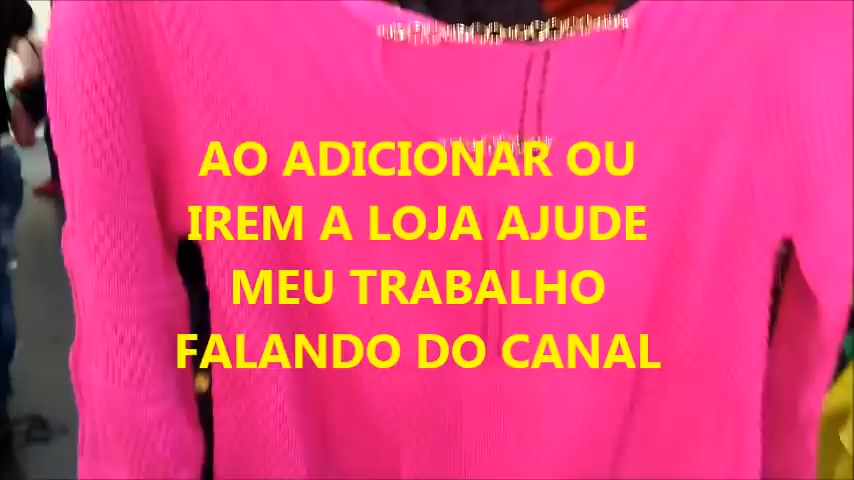 AO ADICIONAR OU
IREM A LOJA AJUDE
MEU TRABALHO
FALANDO DO CANAL